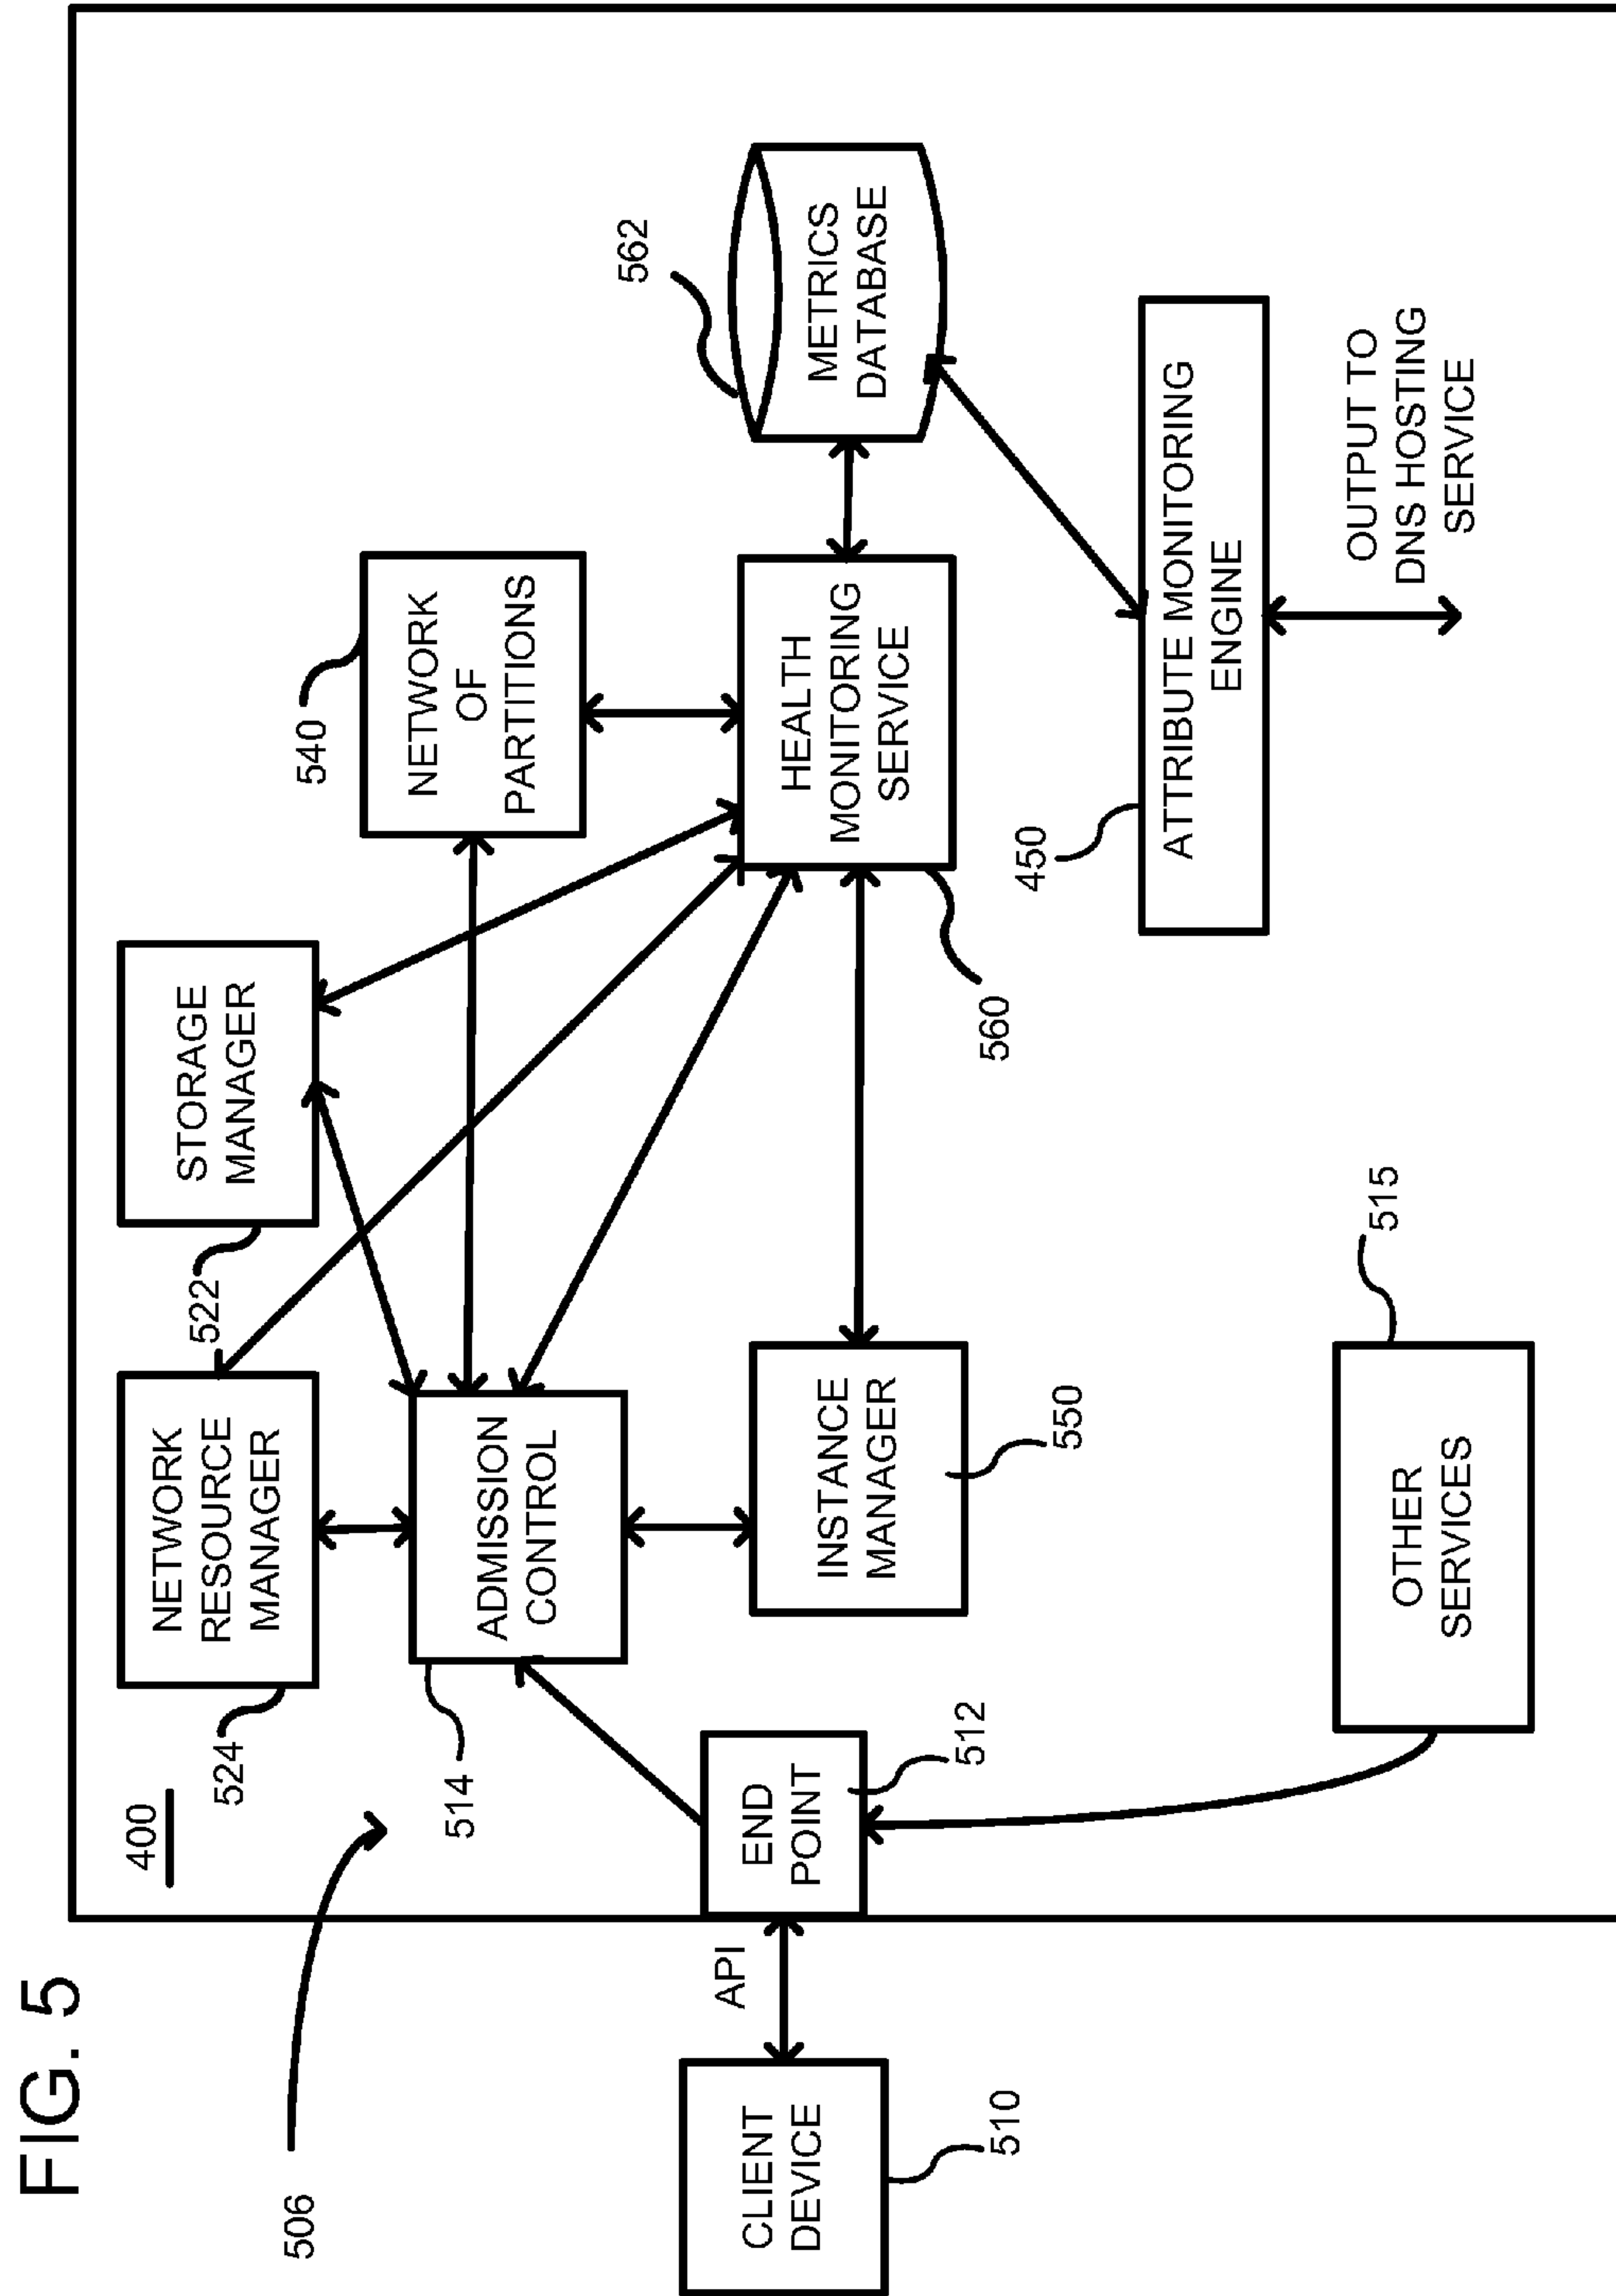 FIG. 5
506
400
524
NETWORK
RESOURCE
MANAGER
522
STORAGE
MANAGER
540
NETWORK
OF
PARTITIONS
514
ADMISSION
CONTROL
562
METRICS
DATABASE
HEALTH
MONITORING
SERVICE
560
CLIENT
DEVICE
510
API
END
POINT
512
INSTANCE
MANAGER
550
450
ATTRIBUTE MONITORING
ENGINE
OTHER
SERVICES
515
OUTPUT TO
DNS HOSTING
SERVICE